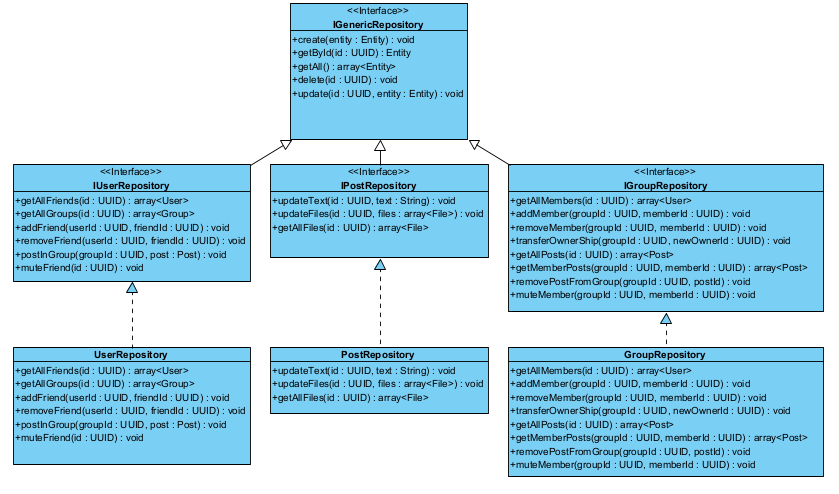 <<Interface>>
IGenericRepository
+create(entity : Entity) : void
+getById(id : UUID) : Entity
+getAll() : array<Entity>
+delete(id : UUID) : void
+update(id : UUID, entity : Entity) : void
<<Interface>>
IUserRepository
+getAllFriends(id : UUID) : array<User>
+getAllGroups(id : UUID) : array<Group>
+addFriend(userId : UUID, friendId : UUID) : void
+removeFriend(userId : UUID, friendId : UUID) : void
+postInGroup(groupId : UUID, post : Post) : void
+muteFriend(id : UUID) : void
<<Interface>>
IPostRepository
+updateText(id : UUID, text : String) : void
+updateFiles(id : UUID, files : array<File>) : void
+getAllFiles(id : UUID) : array<File>
<<Interface>>
IGroupRepository
+getAllMembers(id : UUID) : array<User>
+addMember(groupId : UUID, memberId : UUID) : void
+removeMember(groupId : UUID, memberId : UUID) : void
+transferOwnerShip(groupId : UUID, newOwnerId : UUID) : void
+getAllPosts(id : UUID) : array<Post>
+getMemberPosts(groupId : UUID, memberId : UUID) : array<Post>
+removePostFromGroup(groupId : UUID, postId) : void
+muteMember(groupId : UUID, memberId : UUID) : void
UserRepository
+getAllFriends(id : UUID) : array<User>
+getAllGroups(id : UUID) : array<Group>
+addFriend(userId : UUID, friendId : UUID) : void
+removeFriend(userId : UUID, friendId : UUID) : void
+postInGroup(groupId : UUID, post : Post) : void
+muteFriend(id : UUID) : void
PostRepository
+updateText(id : UUID, text : String) : void
+updateFiles(id : UUID, files : array<File>) : void
+getAllFiles(id : UUID) : array<File>
GroupRepository
+getAllMembers(id : UUID) : array<User>
+addMember(groupId : UUID, memberId : UUID) : void
+removeMember(groupId : UUID, memberId : UUID) : void
+transferOwnerShip(groupId : UUID, newOwnerId : UUID) : void
+getAllPosts(id : UUID) : array<Post>
+getMemberPosts(groupId : UUID, memberId : UUID) : array<Post>
+removePostFromGroup(groupId : UUID, postId) : void
+muteMember(groupId : UUID, memberId : UUID) : void